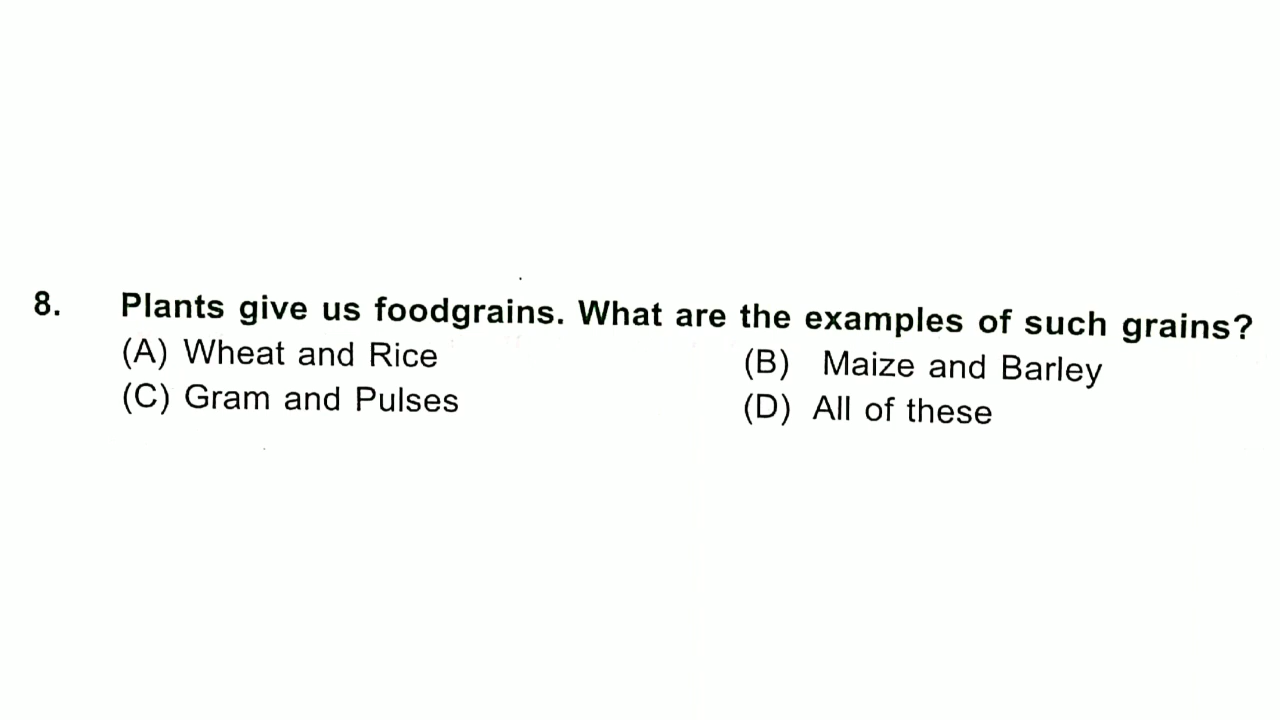 8. Plants give us foodgrains. What are the examples of such grains?
(A) Wheat and Rice (B) Maize and Barley
(C) Gram and Pulses (D) All of these